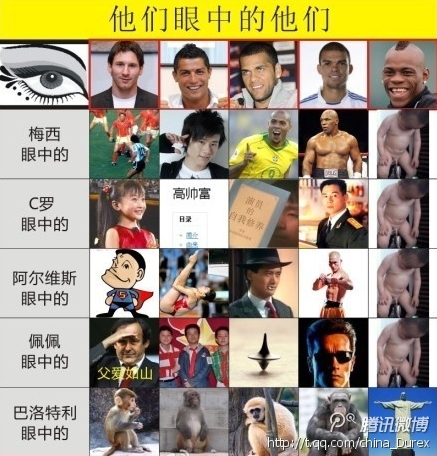 他们眼中的他们
梅西
眼中的
C罗
眼中的
高帅富
目录
简介
演员
的
自我修养
阿尔维斯
眼中的
佩佩
眼中的
父爱如山
巴洛特利
眼中的
腾讯微博
http://t.qq.com/china_Durex